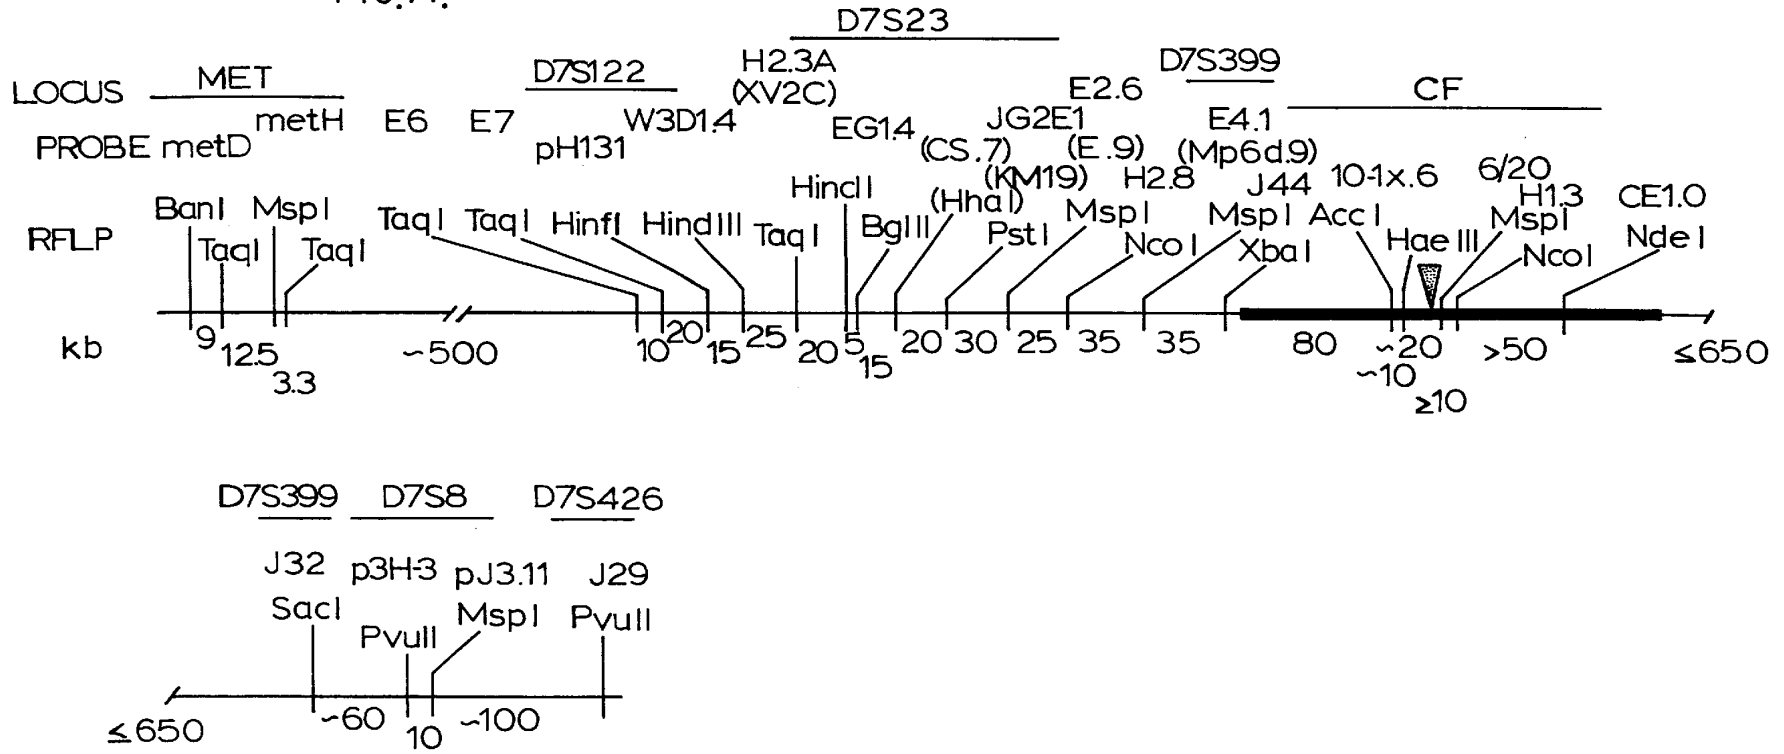 D7S23
LOCUS MET D7S122 H2.3A (XV2C) D7S399 CF
metH E6 E7 W3D1.4 EG1.4 JG2E1 E2.6 E4.1
PROBE metD pH131 (CS.7) (E.9) (Mp6d.9)
(KM19) H2.8 J44 10-1x.6 6/20 H1.3 CE1.0
RFLP BanI TaqI MspI TaqI TaqI TaqI HinfI HindIII TaqI HincII BglII (HhaI) PstI MspI NcoI MspI XbaI AccI HaeIII MspI NcoI NdeI
kb 9 12.5 3.3 ~500 10 20 15 25 20 5 15 20 30 25 35 35 80 ~10 ~20 ≥10 >50 ≤650
D7S399 D7S8 D7S426
J32 p3H-3 pJ3.11 J29
SacI PvuII MspI PvuII
≤650 ~60 10 ~100